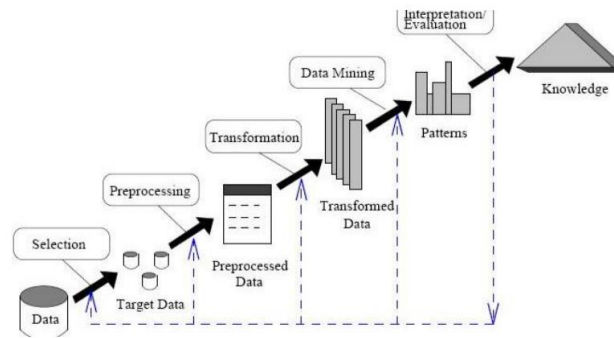 Interpretation/
Evaluation
Data Mining
Knowledge
Transformation
Patterns
Preprocessing
Transformed
Data
Selection
Preprocessed
Data
Target Data
Data